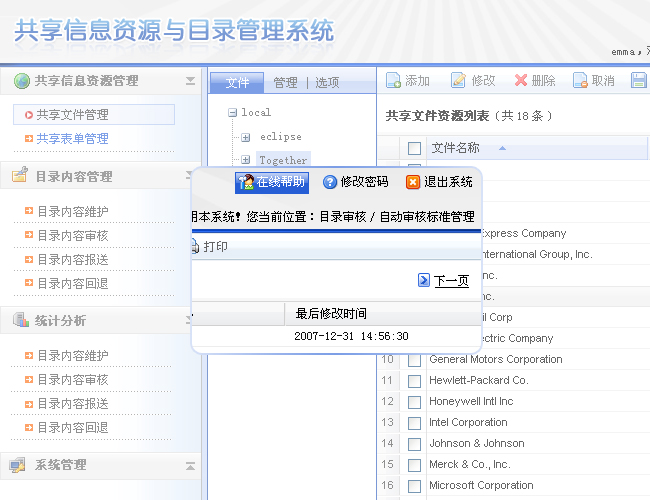 共享信息资源与目录管理系统
emma,
共享信息资源管理
共享文件管理
共享表单管理
目录内容管理
目录内容维护
目录内容审核
目录内容报送
目录内容回退
统计分析
目录内容维护
目录内容审核
目录内容报送
目录内容回退
系统管理
文件 管理 | 选项
local
eclipse
Together
添加 修改 删除 取消
共享文件资源列表 (共 18 条 )
文件名称
在线帮助 修改密码 退出系统
用本系统! 您当前位置:目录审核 / 自动审核标准管理
打印
下一页
最后修改时间
2007-12-31 14:56:30
Express Company
nternational Group, Inc.
nc.
nc.
il Corp
ectric Company
10 General Motors Corporation
11 Hewlett-Packard Co.
12 Honeywell Intl Inc
13 Intel Corporation
14 Johnson & Johnson
15 Merck & Co., Inc.
16 Microsoft Corporation